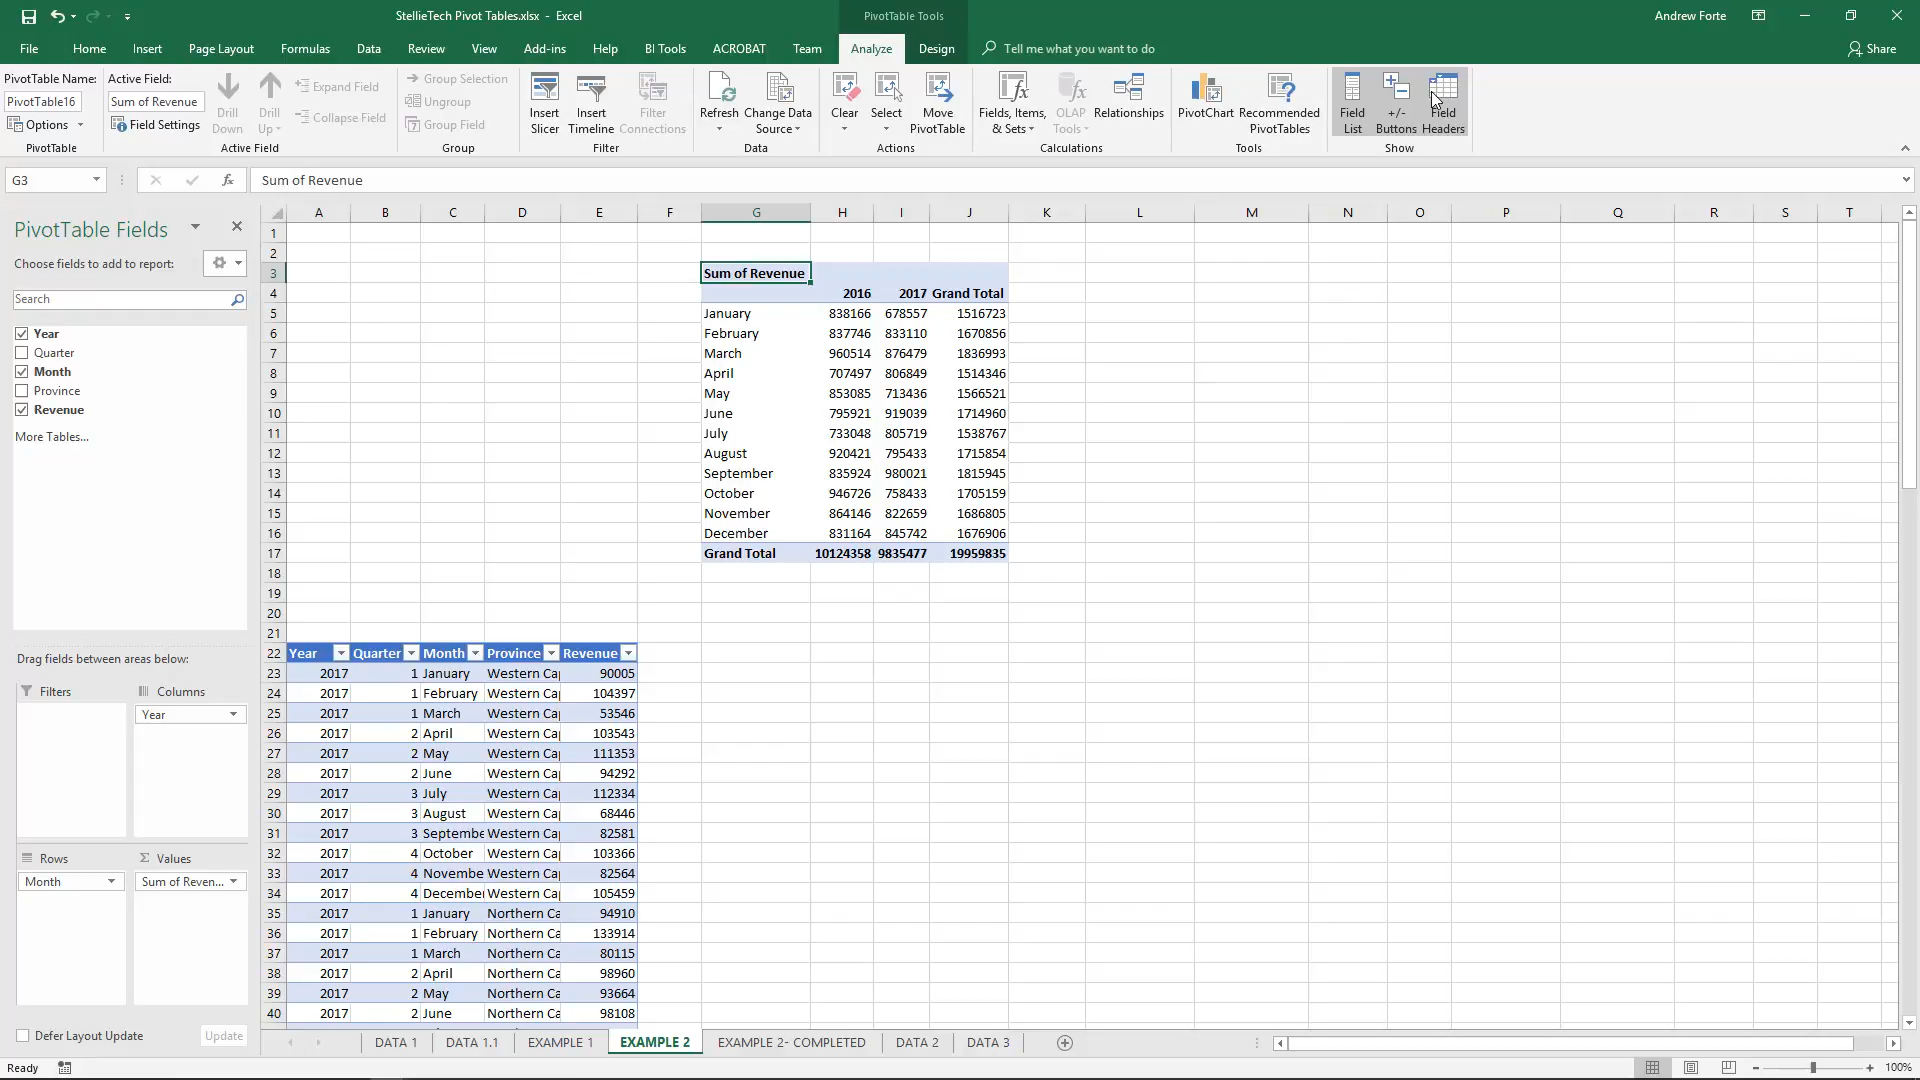 StellieTech Pivot Tables.xlsx - Excel
PivotTable Tools
Andrew Forte
File Home Insert Page Layout Formulas Data Review View Add-ins Help BI Tools ACROBAT Team Analyze Design Tell me what you want to do Share
PivotTable Name:
PivotTable16
Options
PivotTable
Active Field:
Sum of Revenue
Field Settings
Drill Down
Drill Up
Expand Field
Collapse Field
Active Field
Group Selection
Ungroup
Group Field
Group
Insert Slicer
Insert Timeline
Filter Connections
Filter
Refresh
Change Data Source
Data
Clear
Select
Move PivotTable
Actions
Fields, Items, & Sets
OLAP Tools
Relationships
Calculations
PivotChart
Recommended PivotTables
Tools
Field List
+/- Buttons
Field Headers
Show
G3 fx Sum of Revenue
PivotTable Fields
Choose fields to add to report:
Search
Year
Quarter
Month
Province
Revenue
More Tables...
Drag fields between areas below:
Filters
Columns
Year
Rows
Month
Σ Values
Sum of Reven...
Defer Layout Update
Update
A B C D E F G H I J K L M N O P Q R S T
1
2
3 Sum of Revenue
4 2016 2017 Grand Total
5 January 838166 678557 1516723
6 February 837746 833110 1670856
7 March 960514 876479 1836993
8 April 707497 806849 1514346
9 May 853085 713436 1566521
10 June 795921 919039 1714960
11 July 733048 805719 1538767
12 August 920421 795433 1715854
13 September 835924 980021 1815945
14 October 946726 758433 1705159
15 November 864146 822659 1686805
16 December 831164 845742 1676906
17 Grand Total 10124358 9835477 19959835
18
19
20
21
22 Year Quarter Month Province Revenue
23 2017 1 January Western Ca 90005
24 2017 1 February Western Ca 104397
25 2017 1 March Western Ca 53546
26 2017 2 April Western Ca 103543
27 2017 2 May Western Ca 111353
28 2017 2 June Western Ca 94292
29 2017 3 July Western Ca 112334
30 2017 3 August Western Ca 68446
31 2017 3 Septembe Western Ca 82581
32 2017 4 October Western Ca 103366
33 2017 4 Novembe Western Ca 82564
34 2017 4 December Western Ca 105459
35 2017 1 January Northern Ca 94910
36 2017 1 February Northern Ca 133914
37 2017 1 March Northern Ca 80115
38 2017 2 April Northern Ca 98960
39 2017 2 May Northern Ca 93664
40 2017 2 June Northern Ca 98108
DATA 1 DATA 1.1 EXAMPLE 1 EXAMPLE 2 EXAMPLE 2- COMPLETED DATA 2 DATA 3
Ready
100%